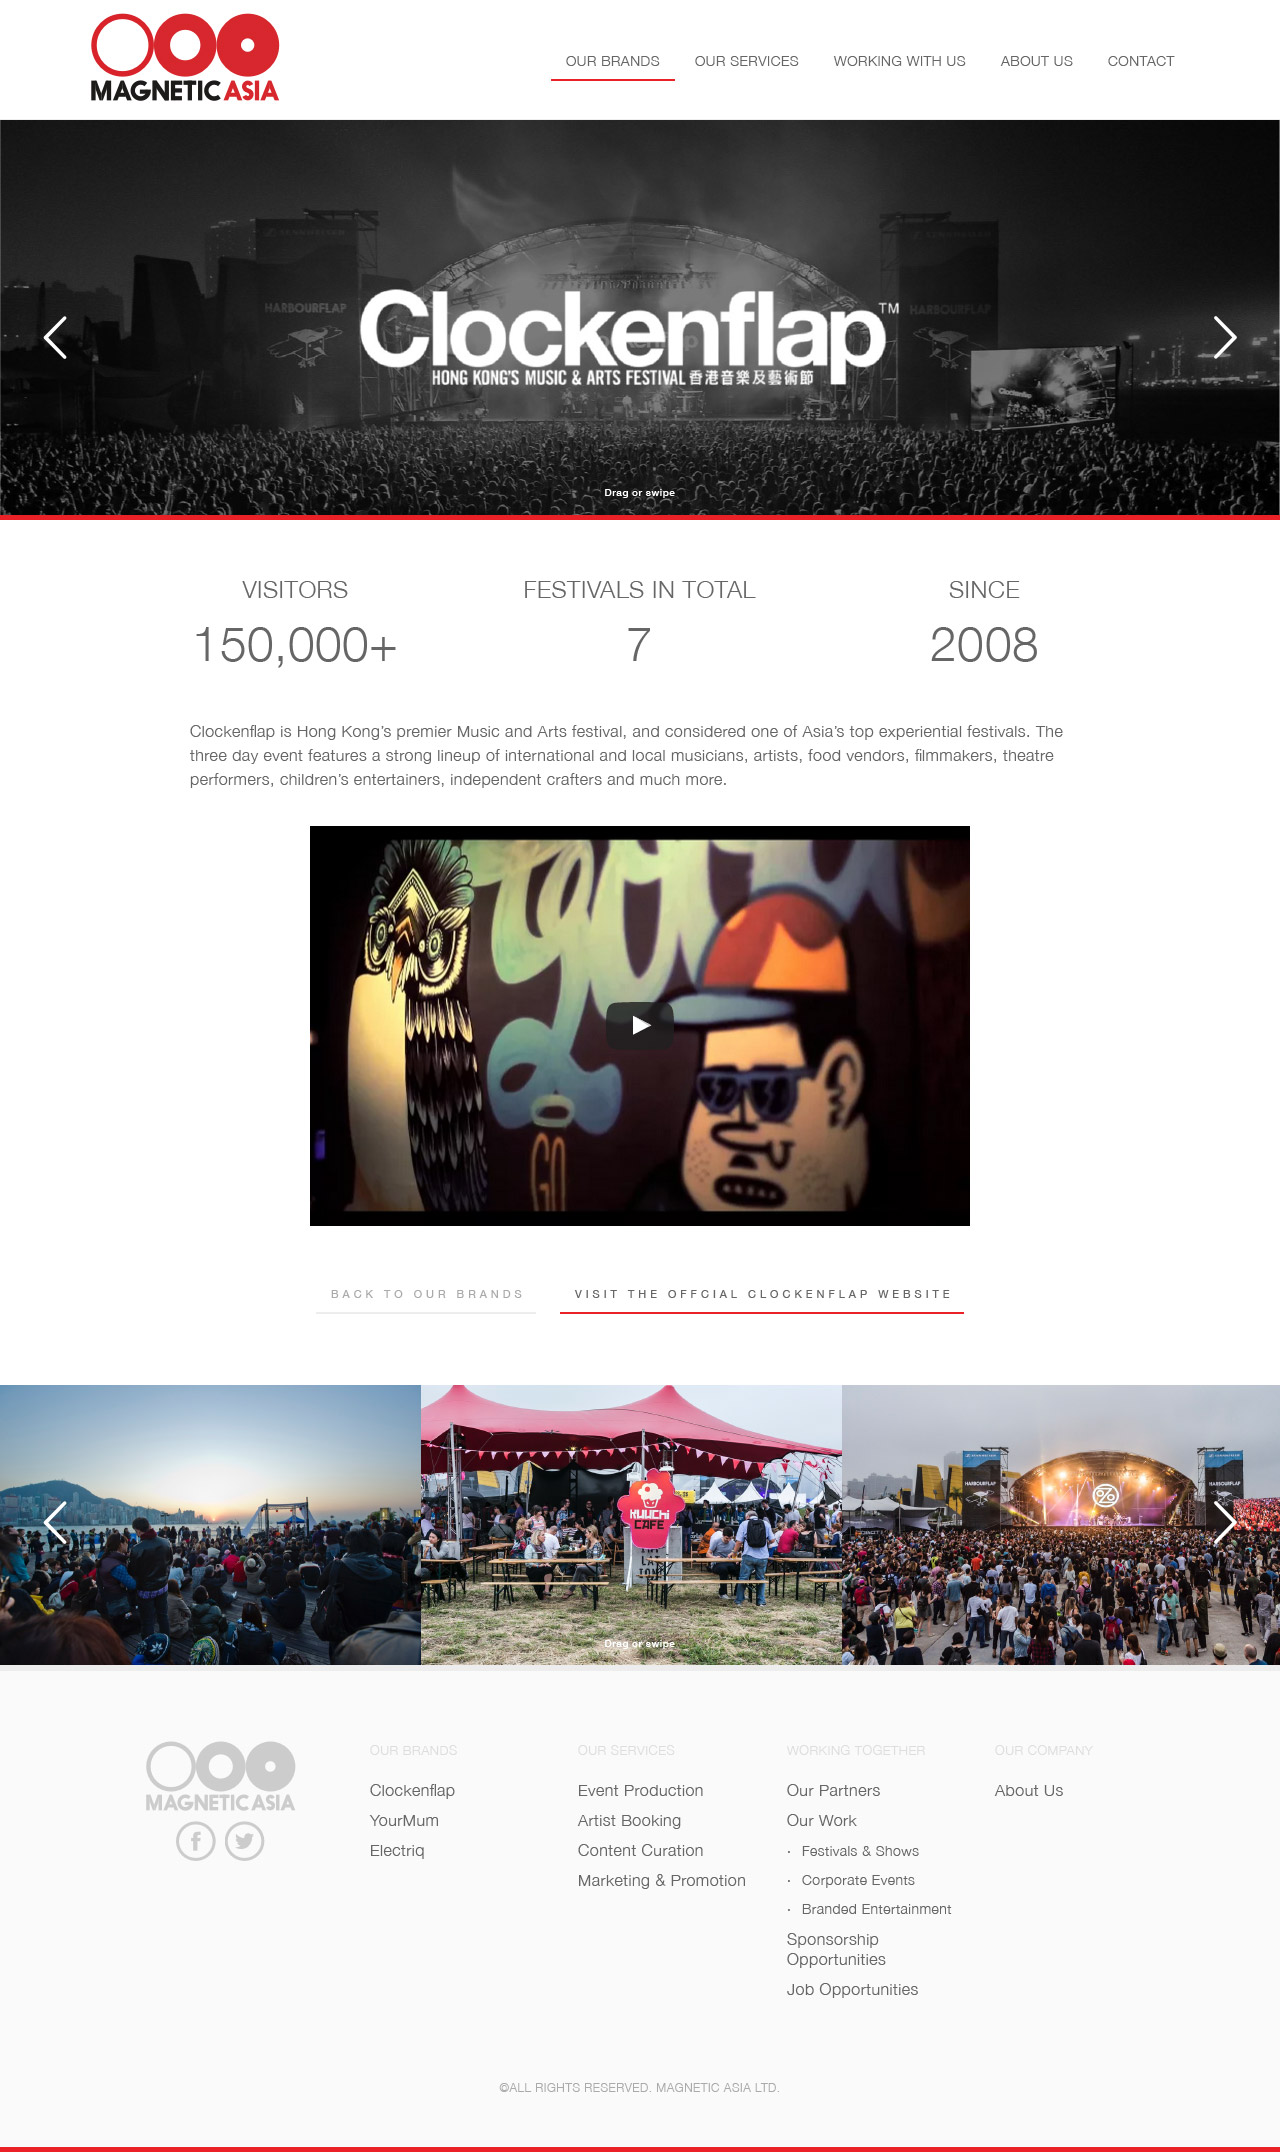 MAGNETIC ASIA
OUR BRANDS
OUR SERVICES
WORKING WITH US
ABOUT US
CONTACT
HARBOURFLAP
HARBOURFLAP
Clockenflap™
HONG KONG'S MUSIC & ARTS FESTIVAL 香港音樂及藝術節
Clockenflap
Drag or swipe
VISITORS
150,000+
FESTIVALS IN TOTAL
7
SINCE
2008
Clockenflap is Hong Kong’s premier Music and Arts festival, and considered one of Asia’s top experiential festivals. The
three day event features a strong lineup of international and local musicians, artists, food vendors, filmmakers, theatre
performers, children’s entertainers, independent crafters and much more.
GO
BACK TO OUR BRANDS
VISIT THE OFFCIAL CLOCKENFLAP WEBSITE
KUUCHI
CAFE
HARBOURFLAP
HARBOURFLAP
Drag or swipe
MAGNETIC ASIA
OUR BRANDS
Clockenflap
YourMum
Electriq
OUR SERVICES
Event Production
Artist Booking
Content Curation
Marketing & Promotion
WORKING TOGETHER
Our Partners
Our Work
· Festivals & Shows
· Corporate Events
· Branded Entertainment
Sponsorship
Opportunities
Job Opportunities
OUR COMPANY
About Us
©ALL RIGHTS RESERVED. MAGNETIC ASIA LTD.